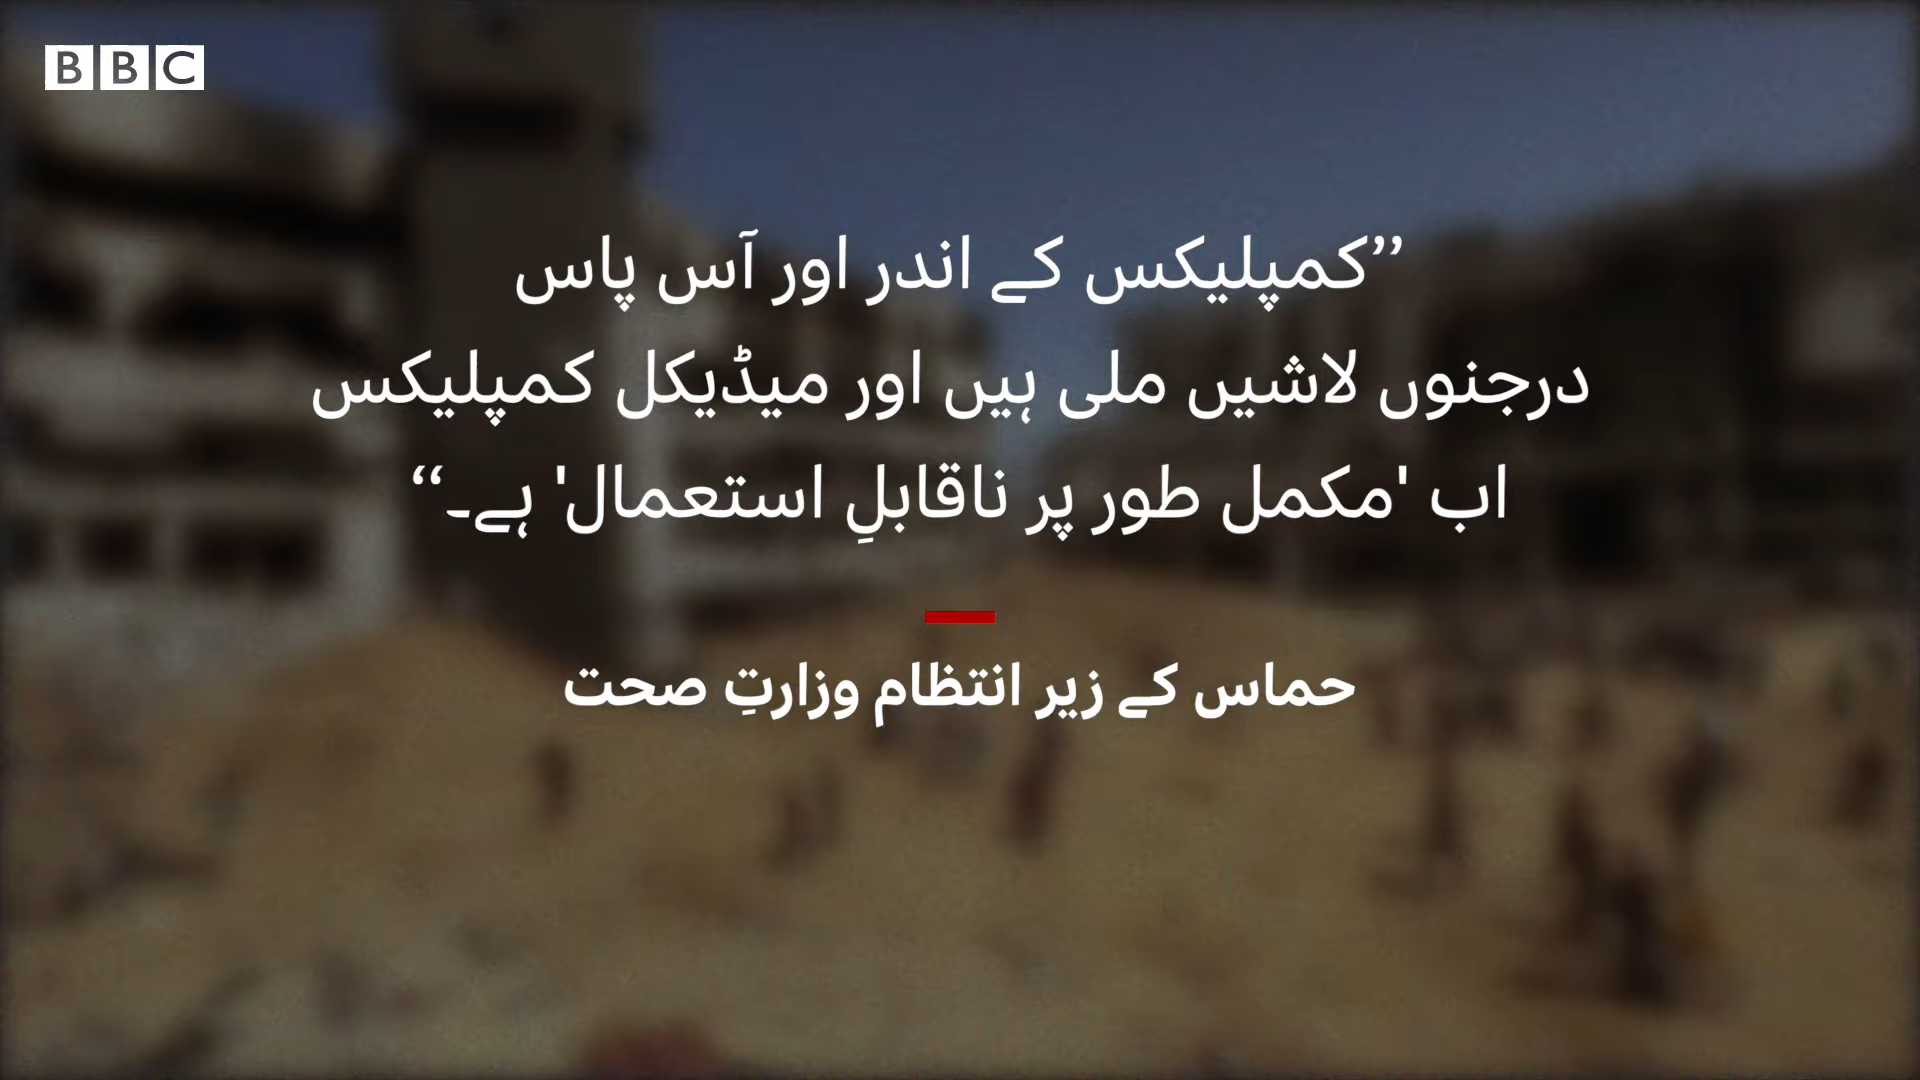 BBC
”کمپلیکس کے اندر اور آس پاس
درجنوں لاشیں ملی ہیں اور میڈیکل کمپلیکس
اب 'مکمل طور پر ناقابلِ استعمال' ہے۔“
حماس کے زیر انتظام وزارتِ صحت